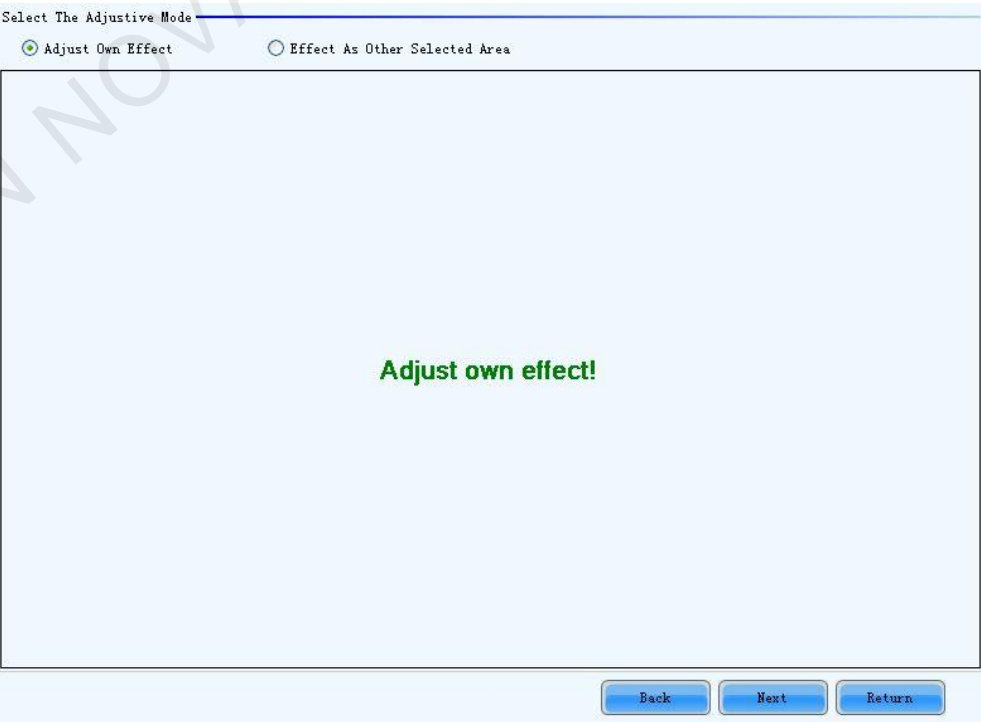 Select The Adjustive Mode
Adjust Own Effect Effect As Other Selected Area
Adjust own effect!
Back Next Return